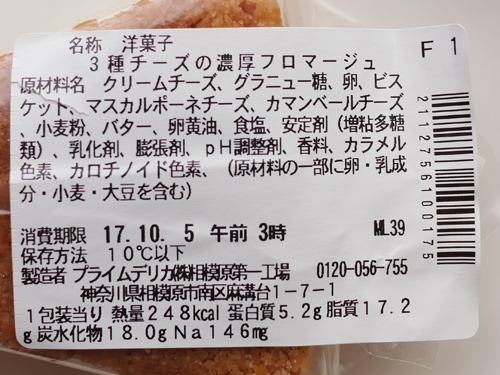 名称 洋菓子
3種チーズの濃厚フロマージュ
F 1
原材料名 クリームチーズ、グラニュー糖、卵、ビス
ケット、マスカルポーネチーズ、カマンベールチーズ
、小麦粉、バター、卵黄油、食塩、安定剤(増粘多糖
類)、乳化剤、膨張剤、pH調整剤、香料、カラメル
色素、カロチノイド色素、(原材料の一部に卵・乳成
分・小麦・大豆を含む)
2112756100175
消費期限 17.10. 5 午前 3時 ML39
保存方法 10℃以下
製造者 プライムデリカ㈱相模原第一工場 0120-056-755
神奈川県相模原市南区麻溝台1-7-1
1包装当り 熱量248kcal 蛋白質5.2g 脂質17.2
g 炭水化物18.0g Na146mg